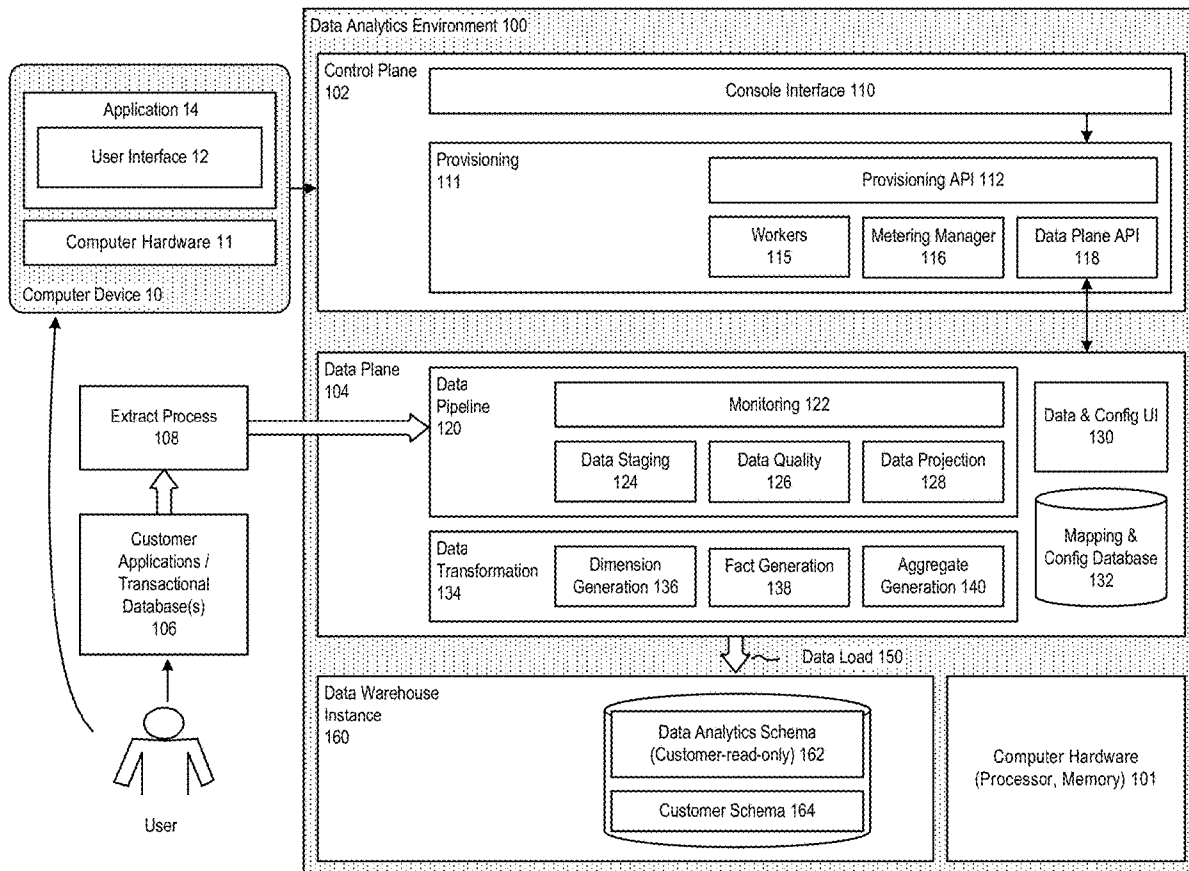 Data Analytics Environment 100
Control Plane
102
Console Interface 110
Provisioning
111
Provisioning API 112
Workers
115
Metering Manager
116
Data Plane API
118
Application 14
User Interface 12
Computer Hardware 11
Computer Device 10
Data Plane
104
Data
Pipeline
120
Monitoring 122
Data Staging
124
Data Quality
126
Data Projection
128
Data & Config UI
130
Mapping &
Config Database
132
Extract Process
108
Customer
Applications /
Transactional
Database(s)
106
Data
Transformation
134
Dimension
Generation 136
Fact Generation
138
Aggregate
Generation 140
Data Load 150
Data Warehouse
Instance
160
Data Analytics Schema
(Customer-read-only) 162
Customer Schema 164
Computer Hardware
(Processor, Memory) 101
User